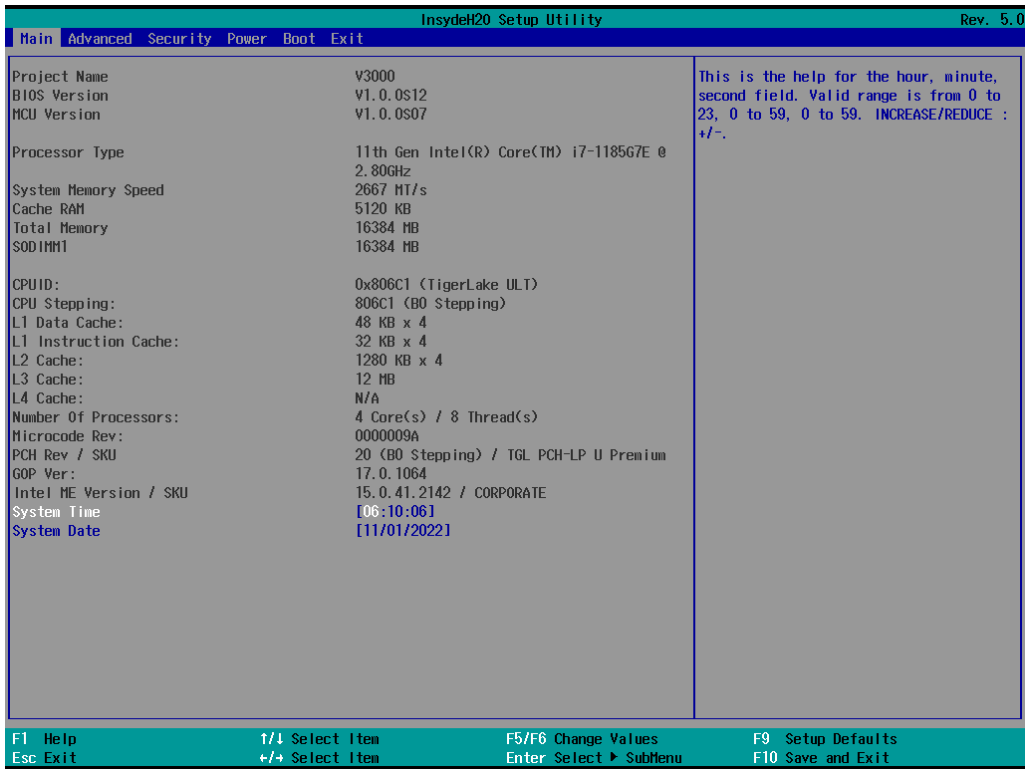 InsydeH20 Setup Utility Rev. 5.0
Main Advanced Security Power Boot Exit
Project Name V3000
BIOS Version V1.0.0S12
MCU Version V1.0.0S07
Processor Type 11th Gen Intel(R) Core(TM) i7-1185G7E @
2.80GHz
System Memory Speed 2667 MT/s
Cache RAM 5120 KB
Total Memory 16384 MB
SODIMM1 16384 MB
CPUID: 0x806C1 (TigerLake ULT)
CPU Stepping: 806C1 (B0 Stepping)
L1 Data Cache: 48 KB x 4
L1 Instruction Cache: 32 KB x 4
L2 Cache: 1280 KB x 4
L3 Cache: 12 MB
L4 Cache: N/A
Number Of Processors: 4 Core(s) / 8 Thread(s)
Microcode Rev: 0000009A
PCH Rev / SKU 20 (B0 Stepping) / TGL PCH-LP U Premium
GOP Ver: 17.0.1064
Intel ME Version / SKU 15.0.41.2142 / CORPORATE
System Time [06:10:06]
System Date [11/01/2022]
This is the help for the hour, minute,
second field. Valid range is from 0 to
23, 0 to 59, 0 to 59. INCREASE/REDUCE :
+/-.
F1 Help ↑/↓ Select Item F5/F6 Change Values F9 Setup Defaults
Esc Exit ←/→ Select Item Enter Select ▶ SubMenu F10 Save and Exit